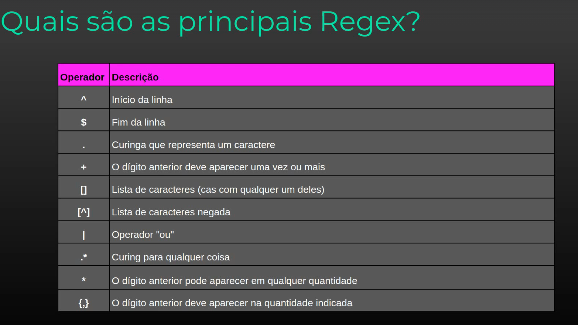 Quais são as principais Regex?
Operador Descrição
^ Início da linha
$ Fim da linha
. Curinga que representa um caractere
+ O dígito anterior deve aparecer uma vez ou mais
[] Lista de caracteres (cas com qualquer um deles)
[^] Lista de caracteres negada
| Operador "ou"
.* Curing para qualquer coisa
* O dígito anterior pode aparecer em qualquer quantidade
{,} O dígito anterior deve aparecer na quantidade indicada